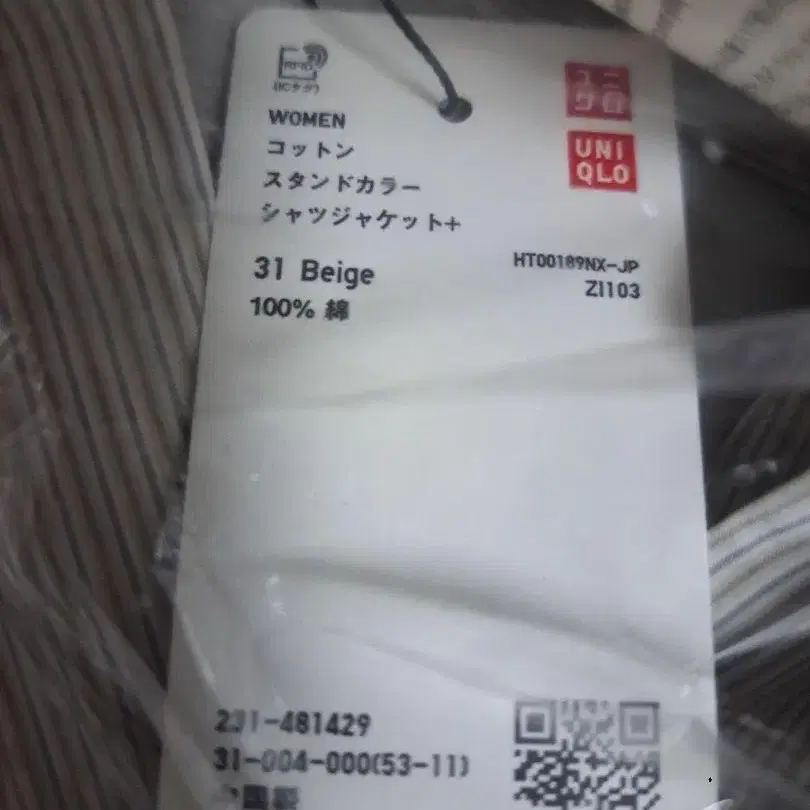 RFID
(ICタグ)
ユニ
クロ
UNI
QLO
WOMEN
コットン
スタンドカラー
シャツジャケット+
31 Beige
100% 綿
HT00189NX-JP
ZI103
231-481429
31-004-000(53-11)